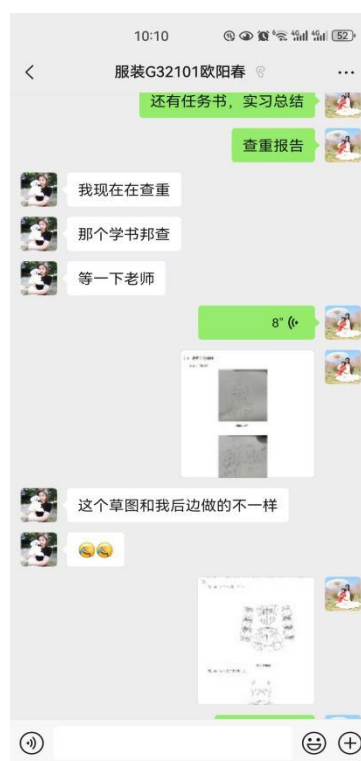 10:10
52
服装G32101欧阳春
还有任务书，实习总结
查重报告
我现在在查重
那个学书邦查
等一下老师
8"
这个草图和我后边做的不一样